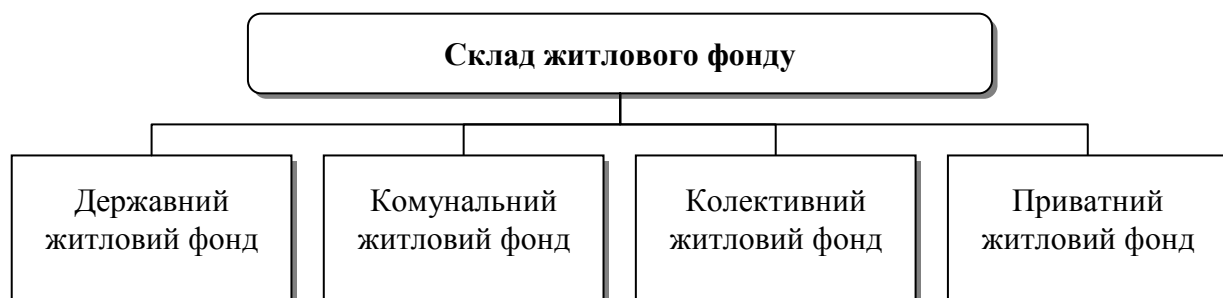 Склад житлового фонду
Державний
житловий фонд
Комунальний
житловий фонд
Колективний
житловий фонд
Приватний
житловий фонд